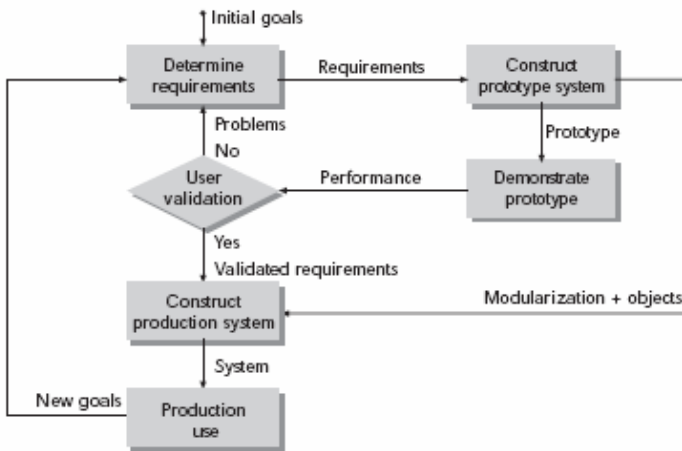 Initial goals
Determine
requirements
Requirements
Construct
prototype system
Problems
No
Prototype
User
validation
Performance
Demonstrate
prototype
Yes
Validated requirements
Construct
production system
Modularization + objects
System
New goals
Production
use